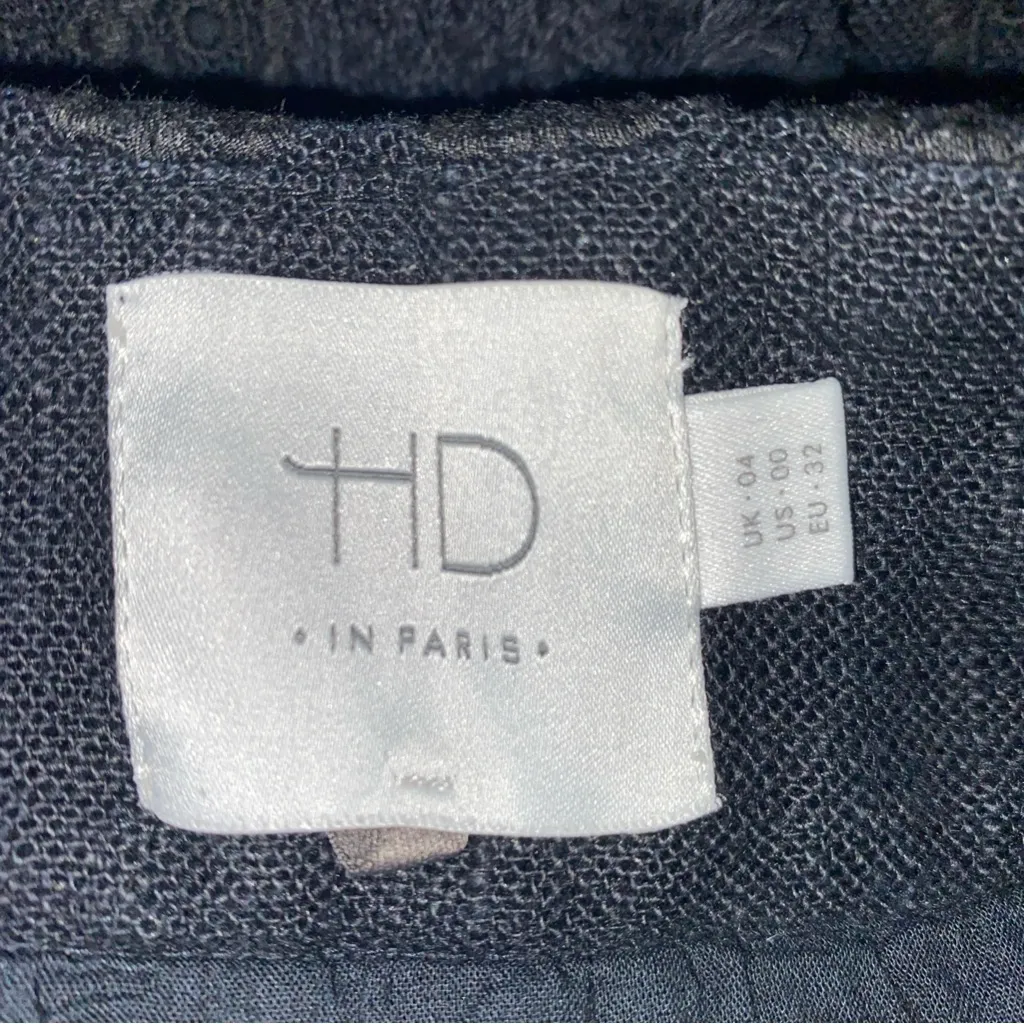 HD
• IN PARIS •
UK • 04
US • 00
EU • 32